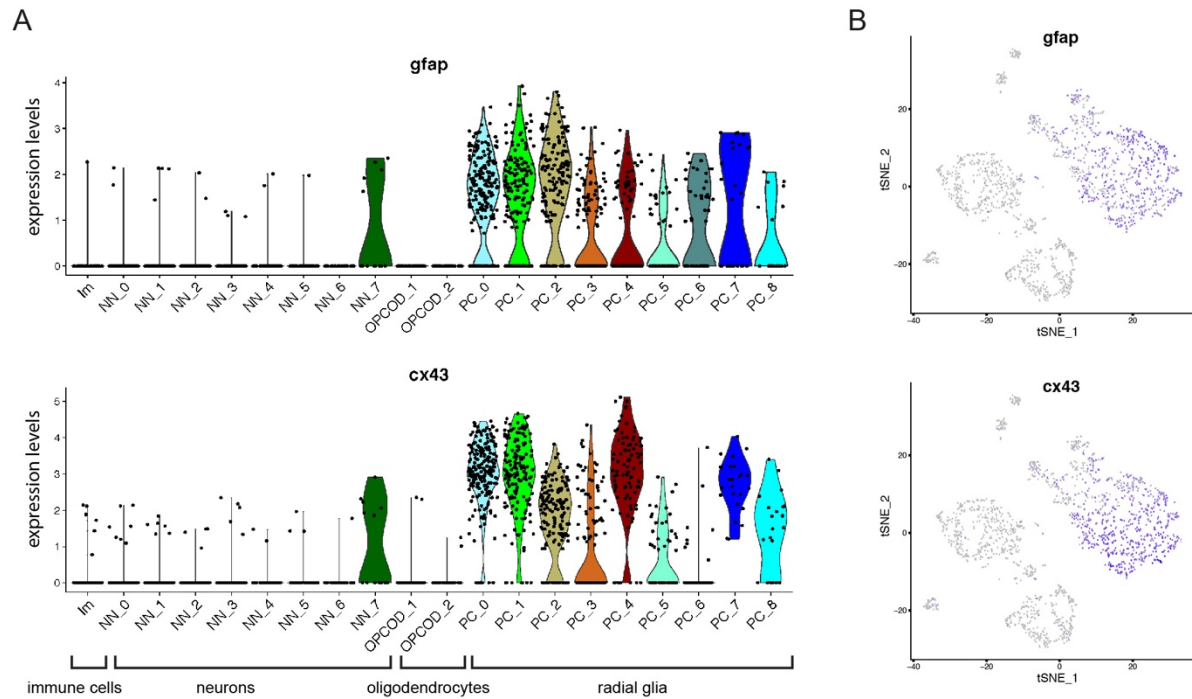 A
gfap
expression levels
4
3
2
1
0
Im NN_0 NN_1 NN_2 NN_3 NN_4 NN_5 NN_6 NN_7 OPCOD_1 OPCOD_2 PC_0 PC_1 PC_2 PC_3 PC_4 PC_5 PC_6 PC_7 PC_8
cx43
expression levels
5
4
3
2
1
0
Im NN_0 NN_1 NN_2 NN_3 NN_4 NN_5 NN_6 NN_7 OPCOD_1 OPCOD_2 PC_0 PC_1 PC_2 PC_3 PC_4 PC_5 PC_6 PC_7 PC_8
immune cells neurons oligodendrocytes radial glia
B
gfap
tSNE_2
20
0
-20
-40 -20 0 20
tSNE_1
cx43
tSNE_2
20
0
-20
-40 -20 0 20
tSNE_1